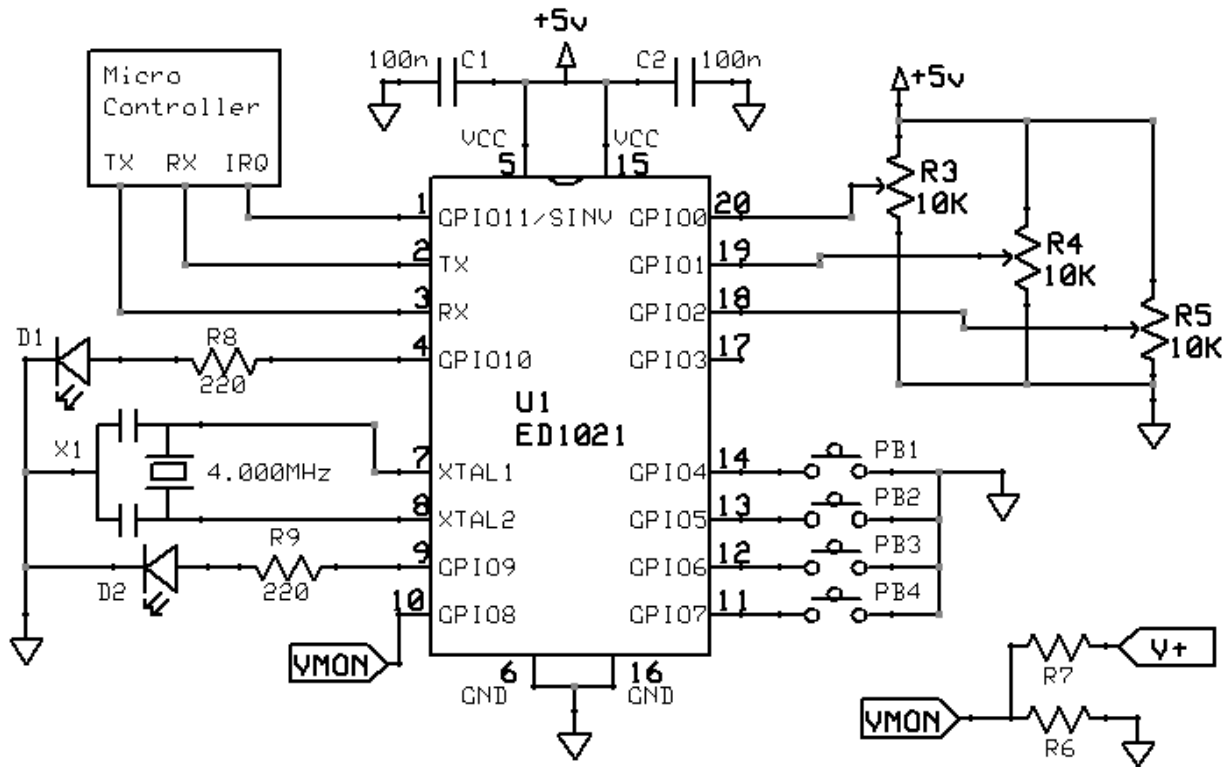 +5v
100n C1 C2 100n
+5v
Micro
Controller
TX RX IRQ
VCC VCC
5 15
1 GPIO11/SINV GPIO0 20
R3
10K
2 TX GPIO1 19
R4
10K
3 RX GPIO2 18
R5
10K
D1 R8
220
4 GPIO10 GPIO3 17
U1
ED1021
X1 4.000MHz
7 XTAL1 GPIO4 14 PB1
8 XTAL2 GPIO5 13 PB2
R9
220
D2
9 GPIO9 GPIO6 12 PB3
10 GPIO8 GPIO7 11 PB4
VMON
6 16
GND GND
V+
R7
VMON
R6